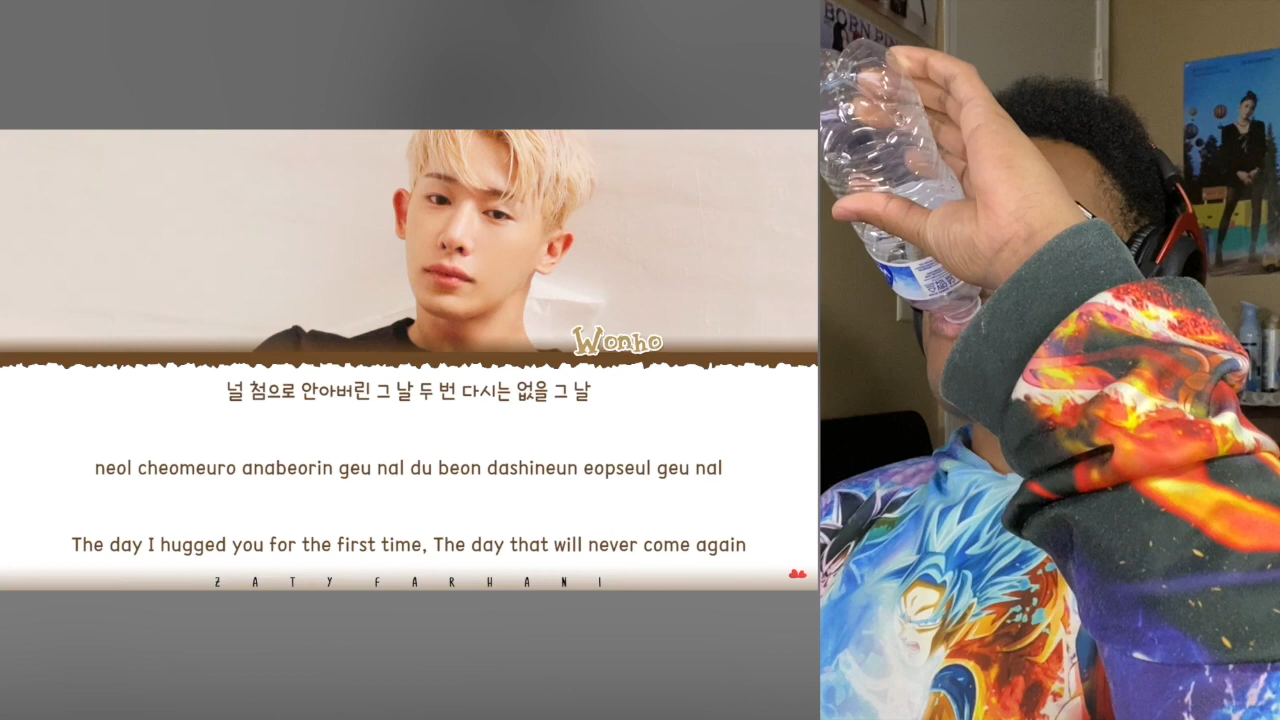 Wonho
널 첨으로 안아버린 그 날 두 번 다시는 없을 그 날
neol cheomeuro anabeorin geu nal du beon dashineun eopseul geu nal
The day I hugged you for the first time, The day that will never come again
ZATY FARHANI
BORN PIN